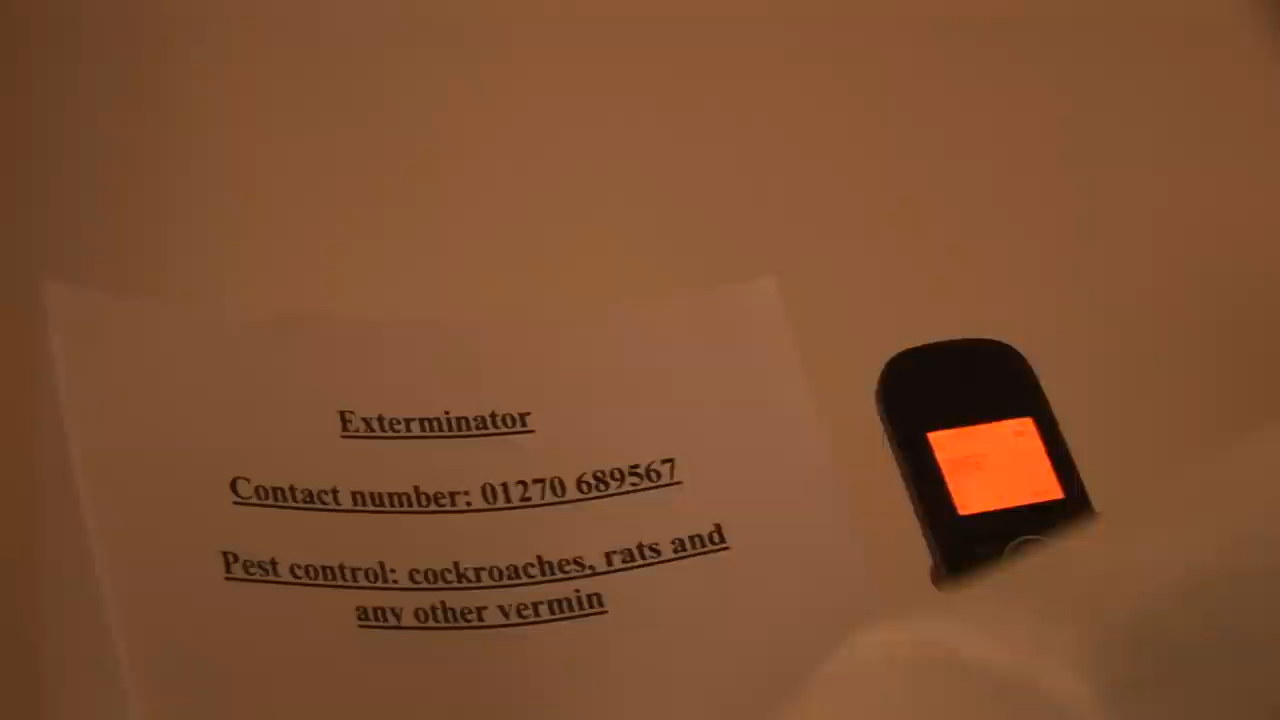 Exterminator
Contact number: 01270 689567
Pest control: cockroaches, rats and
any other vermin